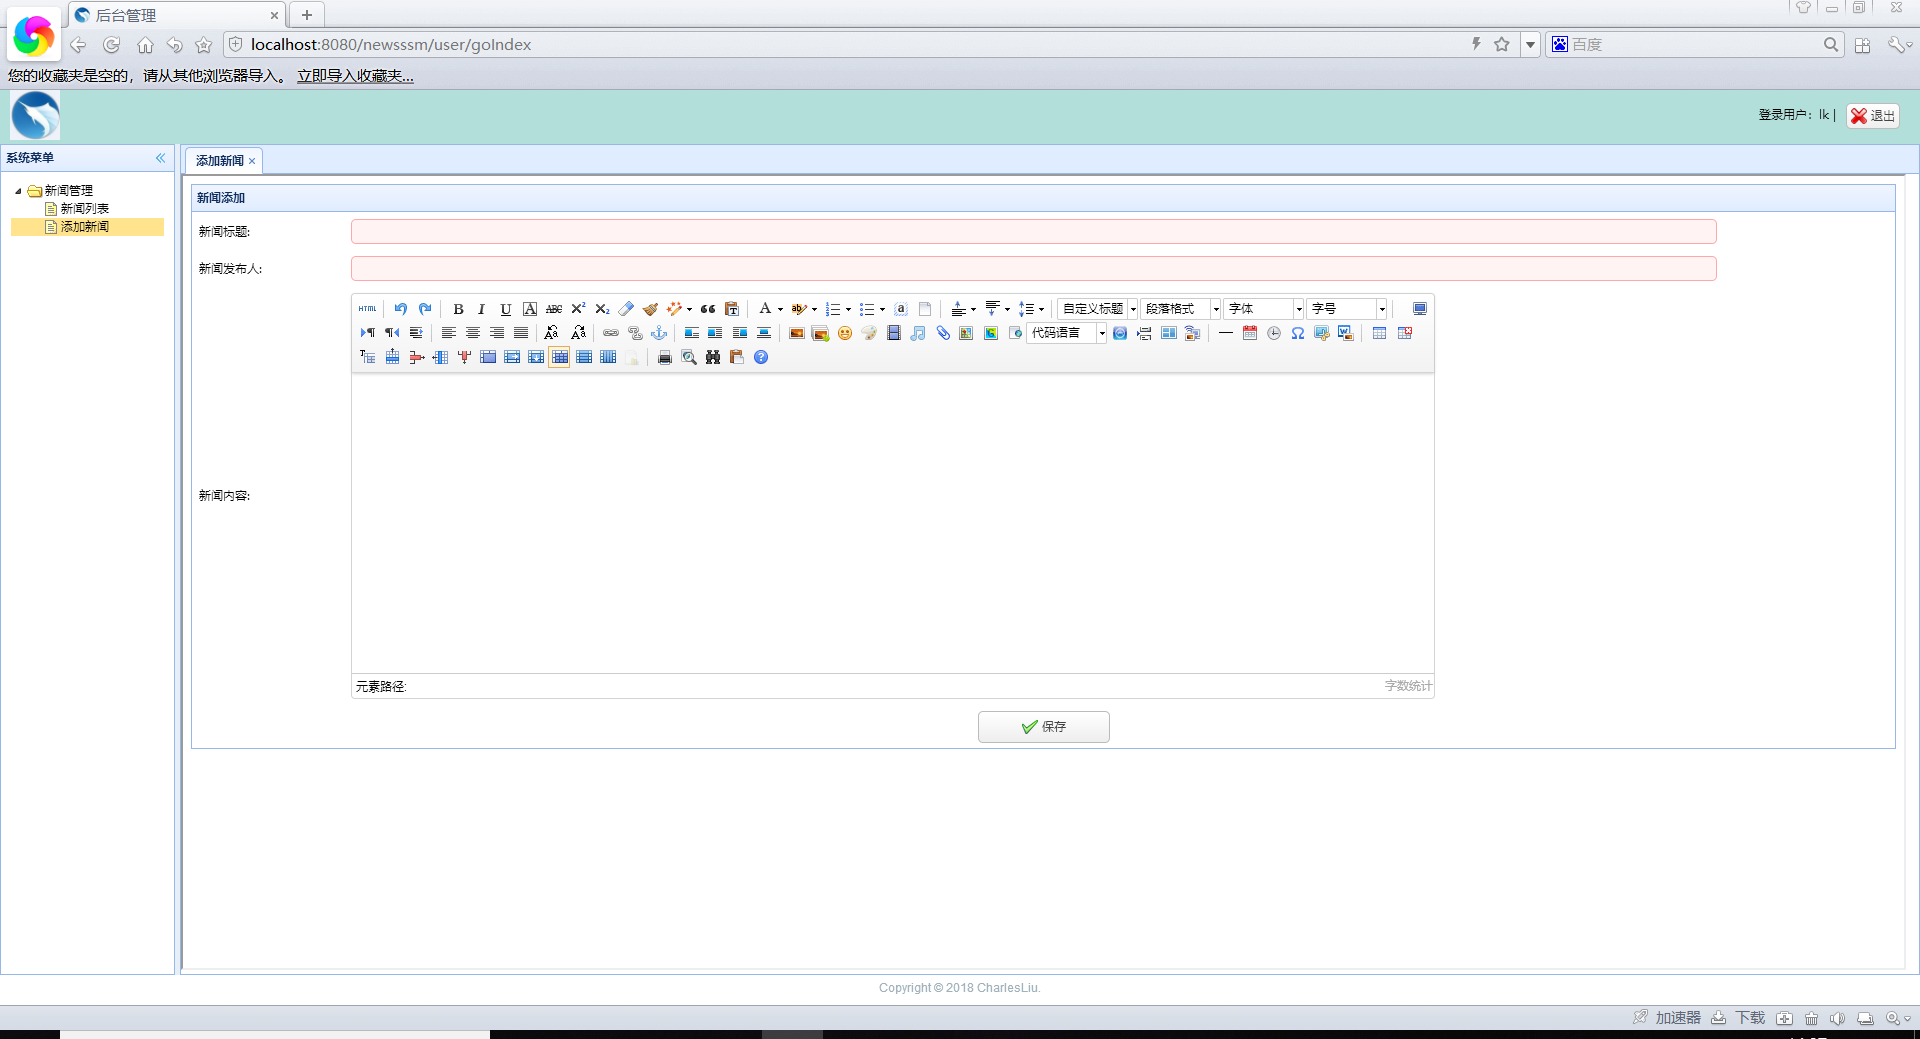 后台管理
localhost:8080/newsssm/user/goIndex
百度
您的收藏夹是空的，请从其他浏览器导入。 立即导入收藏夹...
登录用户：lk |
退出
系统菜单
添加新闻
新闻管理
新闻列表
添加新闻
新闻添加
新闻标题:
新闻发布人:
HTML
自定义标题 段落格式 字体 字号
代码语言
新闻内容:
元素路径:
字数统计
保存
Copyright © 2018 CharlesLiu.
加速器 下载